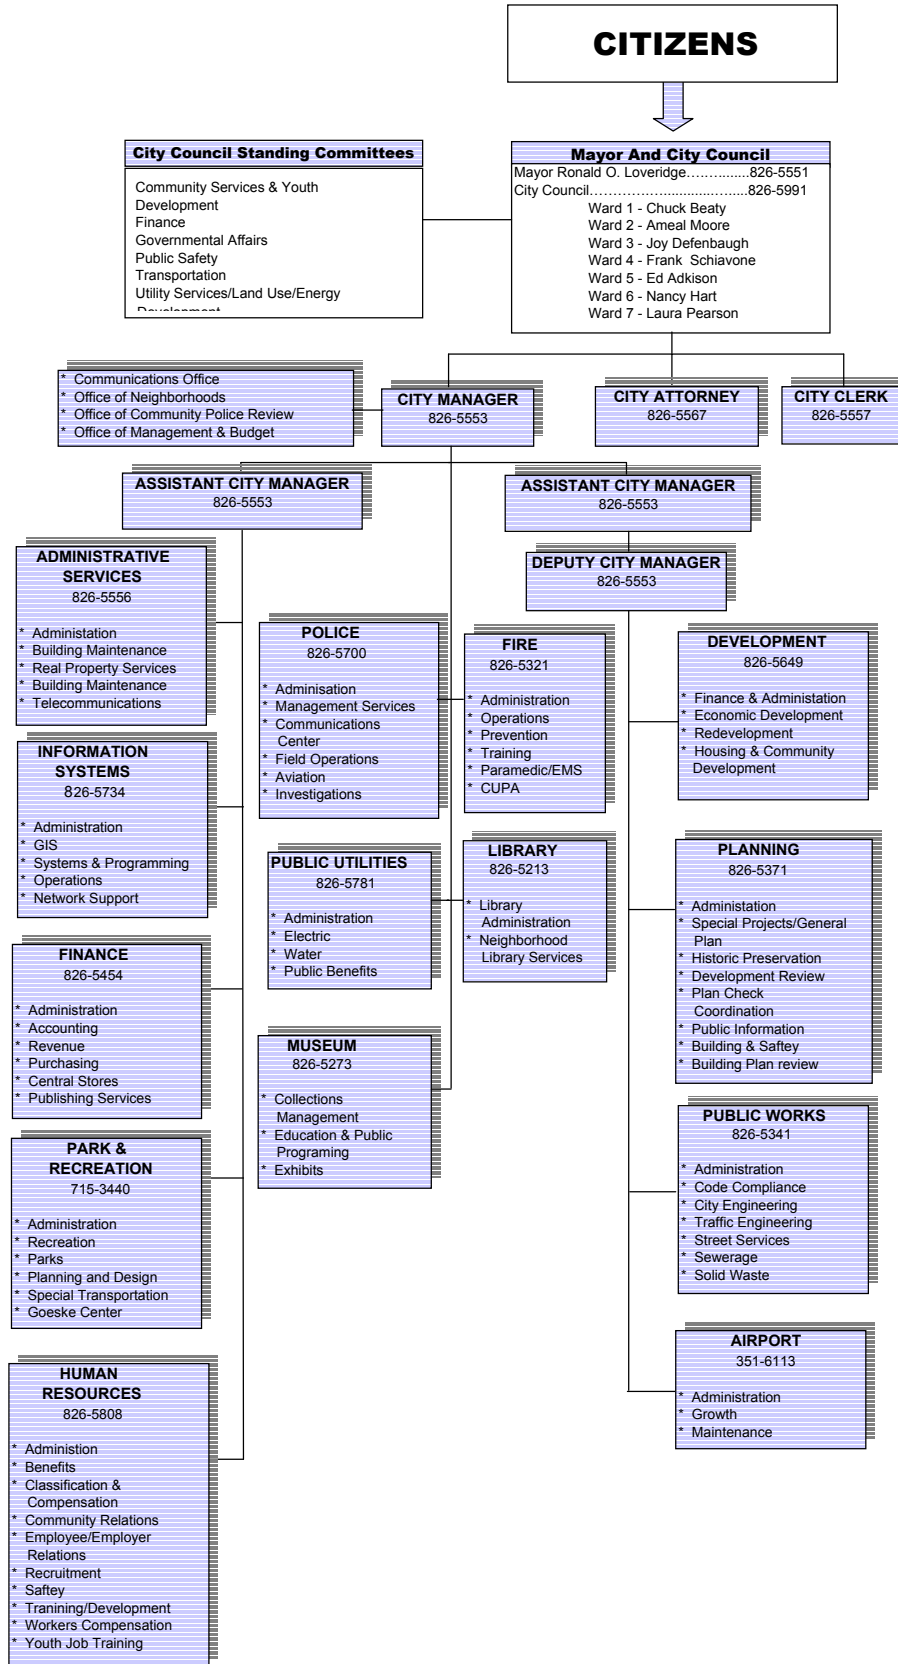 CITIZENS
City Council Standing Committees
Community Services & Youth
Development
Finance
Governmental Affairs
Public Safety
Transportation
Utility Services/Land Use/Energy
Development
Mayor And City Council
Mayor Ronald O. Loveridge…..........826-5551
City Council………….…..............…....826-5991
Ward 1 - Chuck Beaty
Ward 2 - Ameal Moore
Ward 3 - Joy Defenbaugh
Ward 4 - Frank  Schiavone
Ward 5 - Ed Adkison
Ward 6 - Nancy Hart
Ward 7 - Laura Pearson
* Communications Office
* Office of Neighborhoods
* Office of Community Police Review
* Office of Management & Budget
CITY MANAGER
826-5553
CITY ATTORNEY
826-5567
CITY CLERK
826-5557
ASSISTANT CITY MANAGER
826-5553
ASSISTANT CITY MANAGER
826-5553
DEPUTY CITY MANAGER
826-5553
ADMINISTRATIVE
SERVICES
826-5556
* Administation
* Building Maintenance
* Real Property Services
* Building Maintenance
* Telecommunications
INFORMATION
SYSTEMS
826-5734
* Administration
* GIS
* Systems & Programming
* Operations
* Network Support
FINANCE
826-5454
* Administration
* Accounting
* Revenue
* Purchasing
* Central Stores
* Publishing Services
PARK &
RECREATION
715-3440
* Administration
* Recreation
* Parks
* Planning and Design
* Special Transportation
* Goeske Center
HUMAN
RESOURCES
826-5808
* Administion
* Benefits
* Classification &
Compensation
* Community Relations
* Employee/Employer
Relations
* Recruitment
* Saftey
* Tranining/Development
* Workers Compensation
* Youth Job Training
POLICE
826-5700
* Adminisation
* Management Services
* Communications
Center
* Field Operations
* Aviation
* Investigations
FIRE
826-5321
* Administration
* Operations
* Prevention
* Training
* Paramedic/EMS
* CUPA
PUBLIC UTILITIES
826-5781
* Administration
* Electric
* Water
* Public Benefits
LIBRARY
826-5213
* Library
Administration
* Neighborhood
Library Services
MUSEUM
826-5273
* Collections
Management
* Education & Public
Programing
* Exhibits
DEVELOPMENT
826-5649
* Finance & Administation
* Economic Development
* Redevelopment
* Housing & Community
Development
PLANNING
826-5371
* Administation
* Special Projects/General
Plan
* Historic Preservation
* Development Review
* Plan Check
Coordination
* Public Information
* Building & Saftey
* Building Plan review
PUBLIC WORKS
826-5341
* Administration
* Code Compliance
* City Engineering
* Traffic Engineering
* Street Services
* Sewerage
* Solid Waste
AIRPORT
351-6113
* Administration
* Growth
* Maintenance